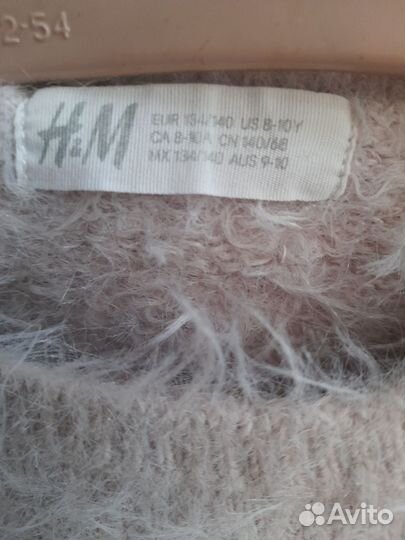 2-54
H&M
EUR 134/140 US 8-10Y
CA 8-10A CN 140/68
MX 134/140 AUS 9-10
Avito